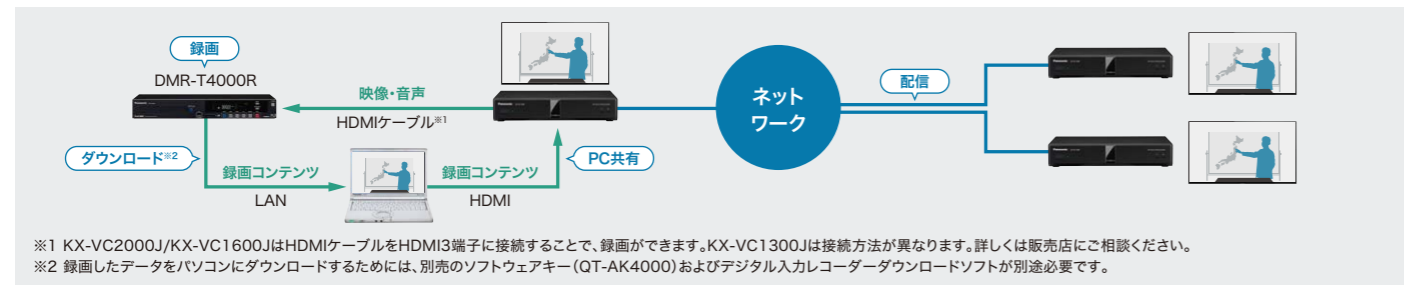 録画
DMR-T4000R
映像・音声
HDMIケーブル※1
ダウンロード※2
録画コンテンツ
LAN
録画コンテンツ
HDMI
PC共有
ネット
ワーク
配信
※1 KX-VC2000J/KX-VC1600JはHDMIケーブルをHDMI3端子に接続することで、録画ができます。KX-VC1300Jは接続方法が異なります。詳しくは販売店にご相談ください。
※2 録画したデータをパソコンにダウンロードするためには、別売のソフトウェアキー（QT-AK4000）およびデジタル入力レコーダーダウンロードソフトが別途必要です。